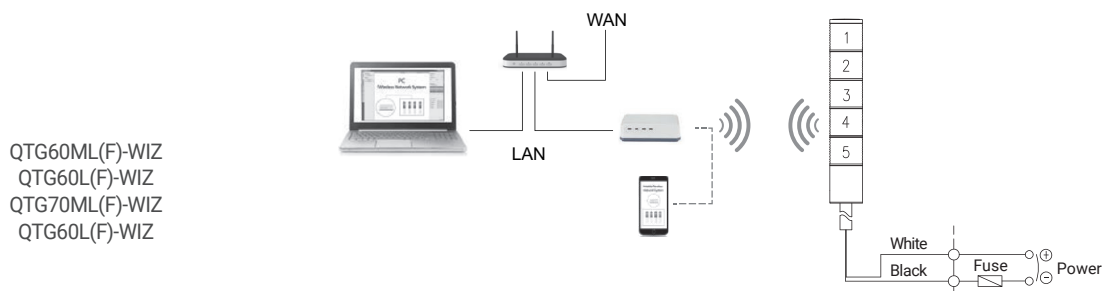 QTG60ML(F)-WIZ
QTG60L(F)-WIZ
QTG70ML(F)-WIZ
QTG60L(F)-WIZ
WAN
LAN
PC
1
2
3
4
5
White
Black
Fuse
⊕
⊖
Power